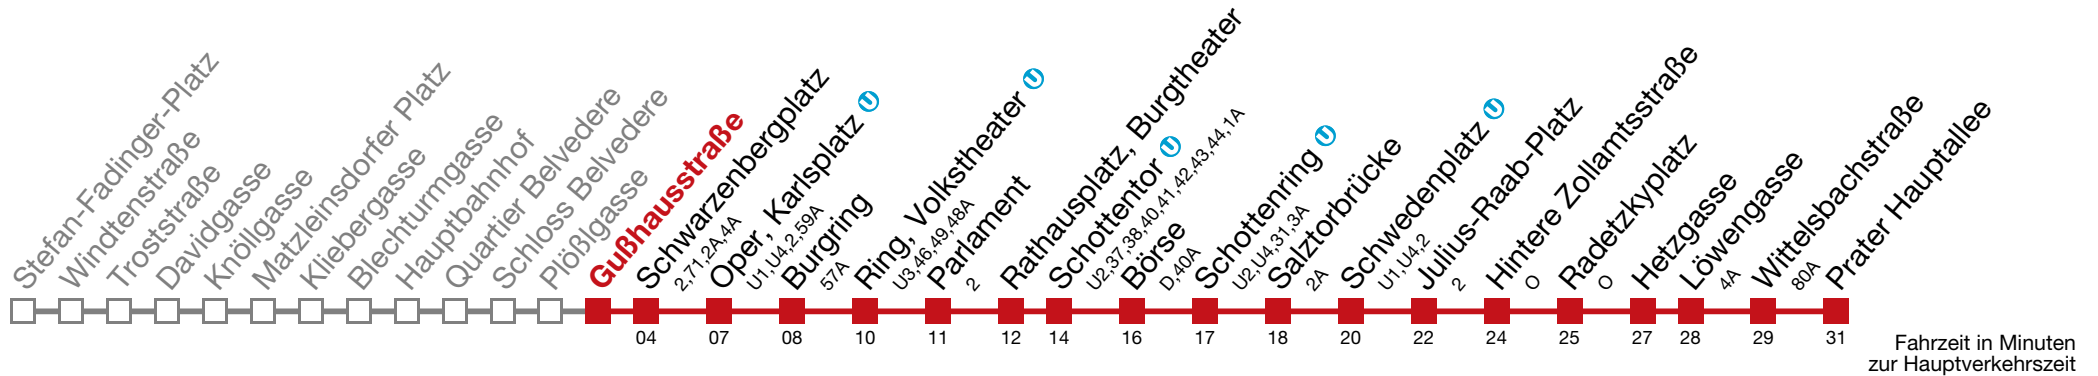 Stefan-Fadinger-Platz
Windtenstraße
Troststraße
Davidgasse
Knöllgasse
Matzleinsdorfer Platz
Kliebergasse
Blechturmgasse
Hauptbahnhof
Quartier Belvedere
Schloss Belvedere
Plößlgasse
Gußhausstraße
Schwarzenbergplatz
2,71,2A,4A
Oper, Karlsplatz U
U1,U4,2,59A
Burgring
57A
Ring, Volkstheater U
U3,46,49,48A
Parlament
2
Rathausplatz, Burgtheater
Schottentor U
U2,37,38,40,41,42,43,44,1A
Börse
D,40A
Schottenring U
U2,U4,31,3A
Salztorbrücke
2A
Schwedenplatz U
U1,U4,2
Julius-Raab-Platz
2
Hintere Zollamtsstraße
O
Radetzkyplatz
O
Hetzgasse
Löwengasse
4A
Wittelsbachstraße
80A
Prater Hauptallee
04 07 08 10 11 12 14 16 17 18 20 22 24 25 27 28 29 31
Fahrzeit in Minuten
zur Hauptverkehrszeit